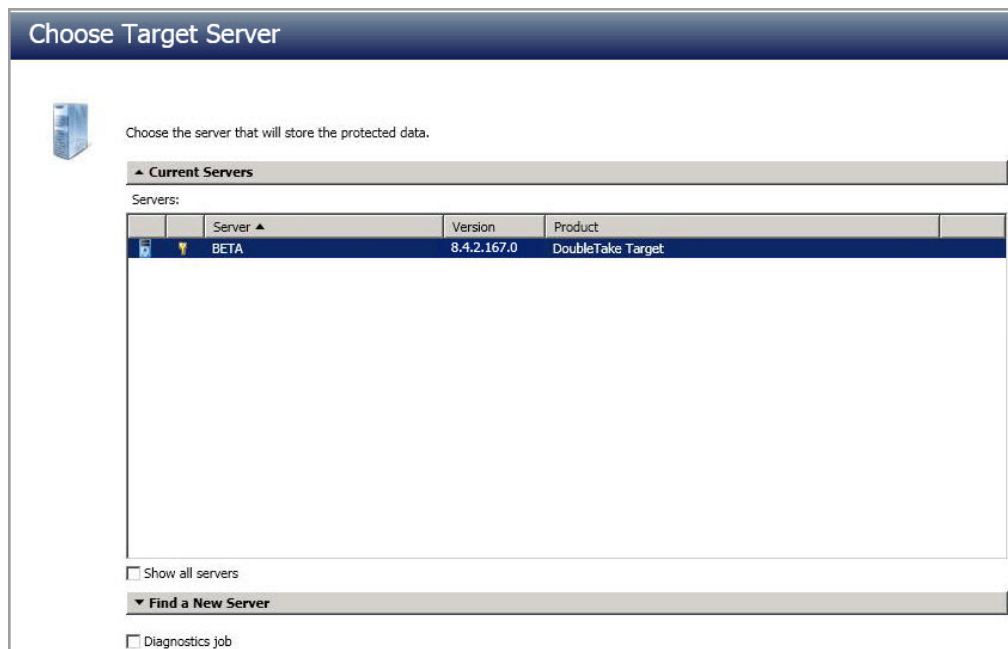 Choose Target Server
Choose the server that will store the protected data.
Current Servers
Servers:
Server Version Product
BETA 8.4.2.167.0 DoubleTake Target
Show all servers
Find a New Server
Diagnostics job